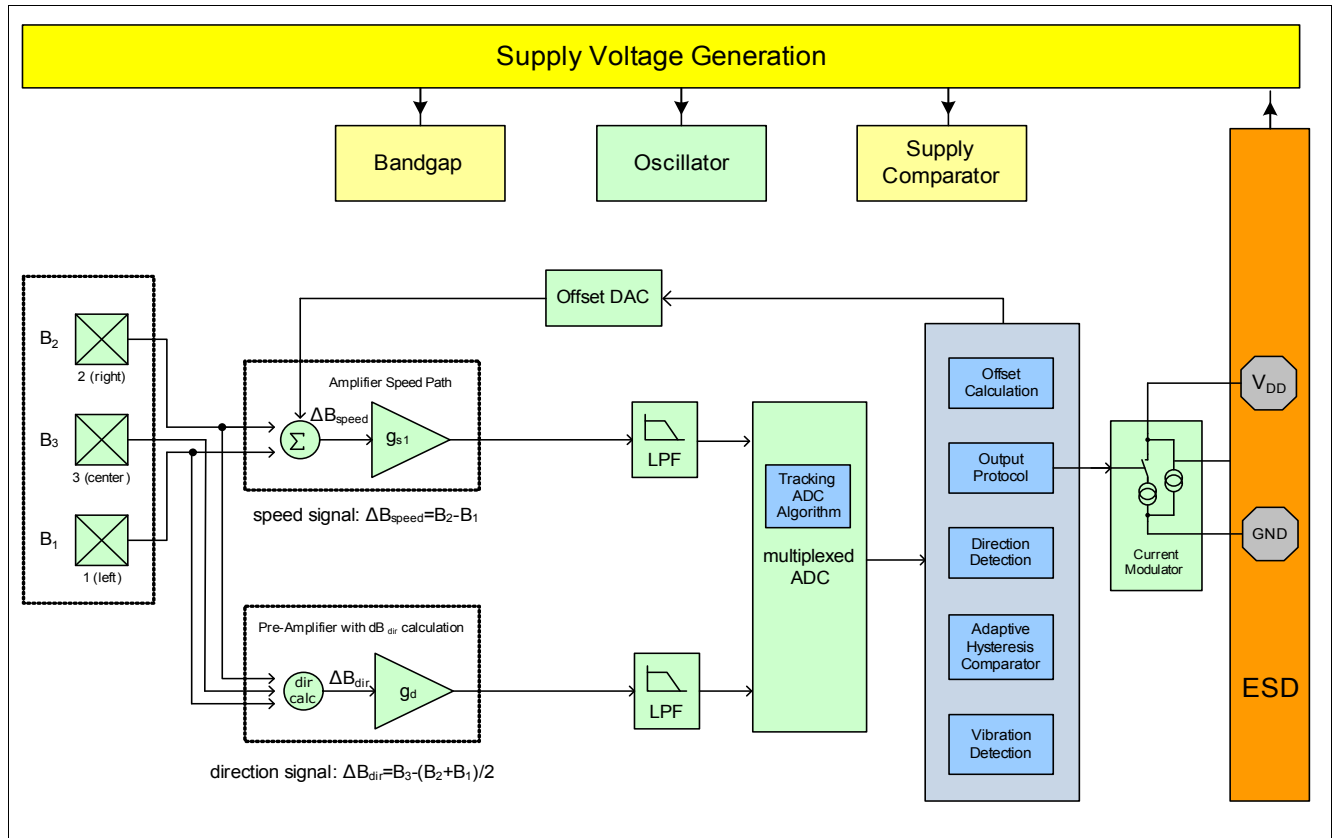 Supply Voltage Generation
Bandgap
Oscillator
Supply
Comparator
Offset DAC
B2
2 (right)
B3
3 (center)
B1
1 (left)
Amplifier Speed Path
ΔBspeed
Σ
gs1
speed signal: ΔBspeed=B2-B1
Pre-Amplifier with dB dir calculation
ΔBdir
dir
calc
gd
direction signal: ΔBdir=B3-(B2+B1)/2
LPF
LPF
Tracking
ADC
Algorithm
multiplexed
ADC
Offset
Calculation
Output
Protocol
Direction
Detection
Adaptive
Hysteresis
Comparator
Vibration
Detection
Current
Modulator
VDD
GND
ESD